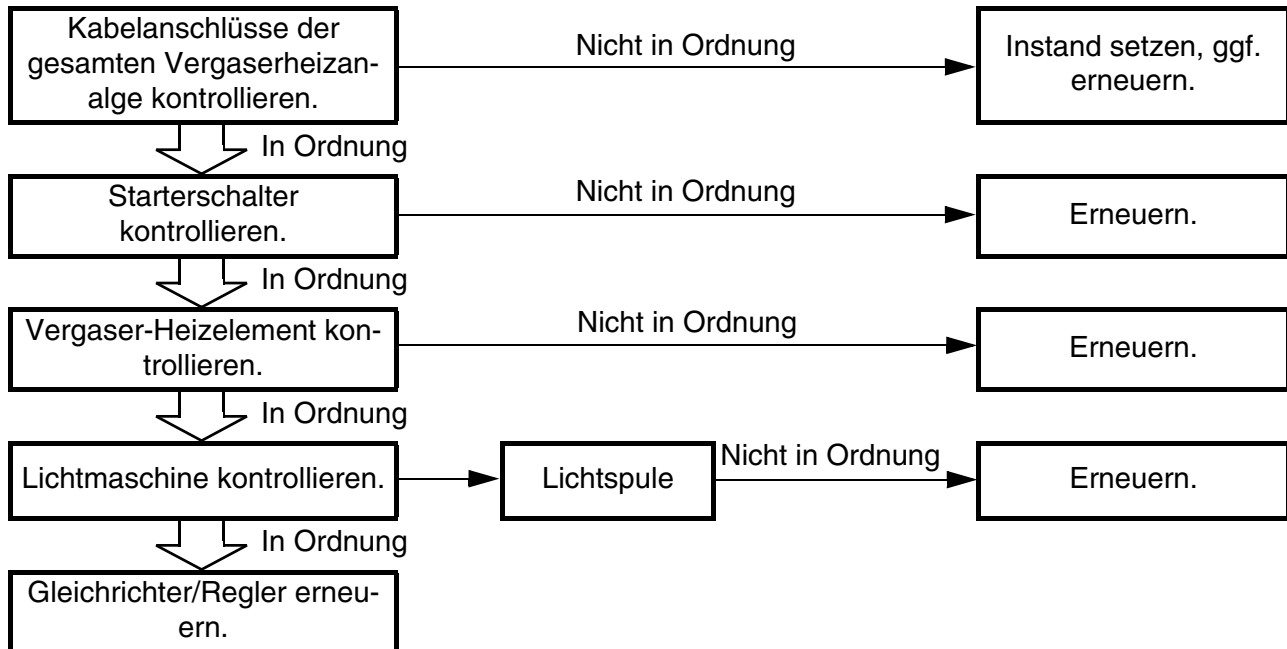 Kabelanschlüsse der
gesamten Vergaserheizan-
alge kontrollieren.
Nicht in Ordnung
Instand setzen, ggf.
erneuern.
In Ordnung
Starterschalter
kontrollieren.
Nicht in Ordnung
Erneuern.
In Ordnung
Vergaser-Heizelement kon-
trollieren.
Nicht in Ordnung
Erneuern.
In Ordnung
Lichtmaschine kontrollieren.
Lichtspule
Nicht in Ordnung
Erneuern.
In Ordnung
Gleichrichter/Regler erneu-
ern.